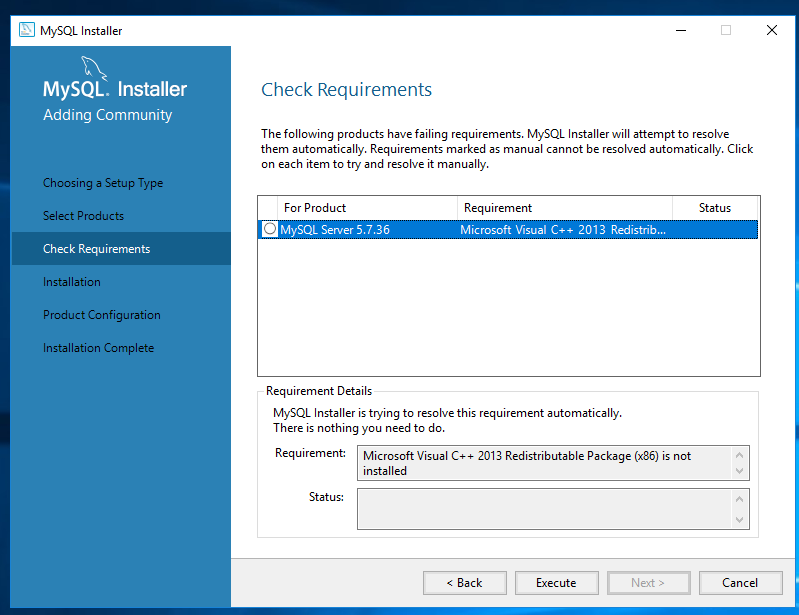 MySQL Installer
MySQL. Installer
Adding Community
Choosing a Setup Type
Select Products
Check Requirements
Installation
Product Configuration
Installation Complete
Check Requirements
The following products have failing requirements. MySQL Installer will attempt to resolve
them automatically. Requirements marked as manual cannot be resolved automatically. Click
on each item to try and resolve it manually.
For Product Requirement Status
MySQL Server 5.7.36 Microsoft Visual C++ 2013 Redistrib...
Requirement Details
MySQL Installer is trying to resolve this requirement automatically.
There is nothing you need to do.
Requirement: Microsoft Visual C++ 2013 Redistributable Package (x86) is not
installed
Status:
< Back Execute Next > Cancel